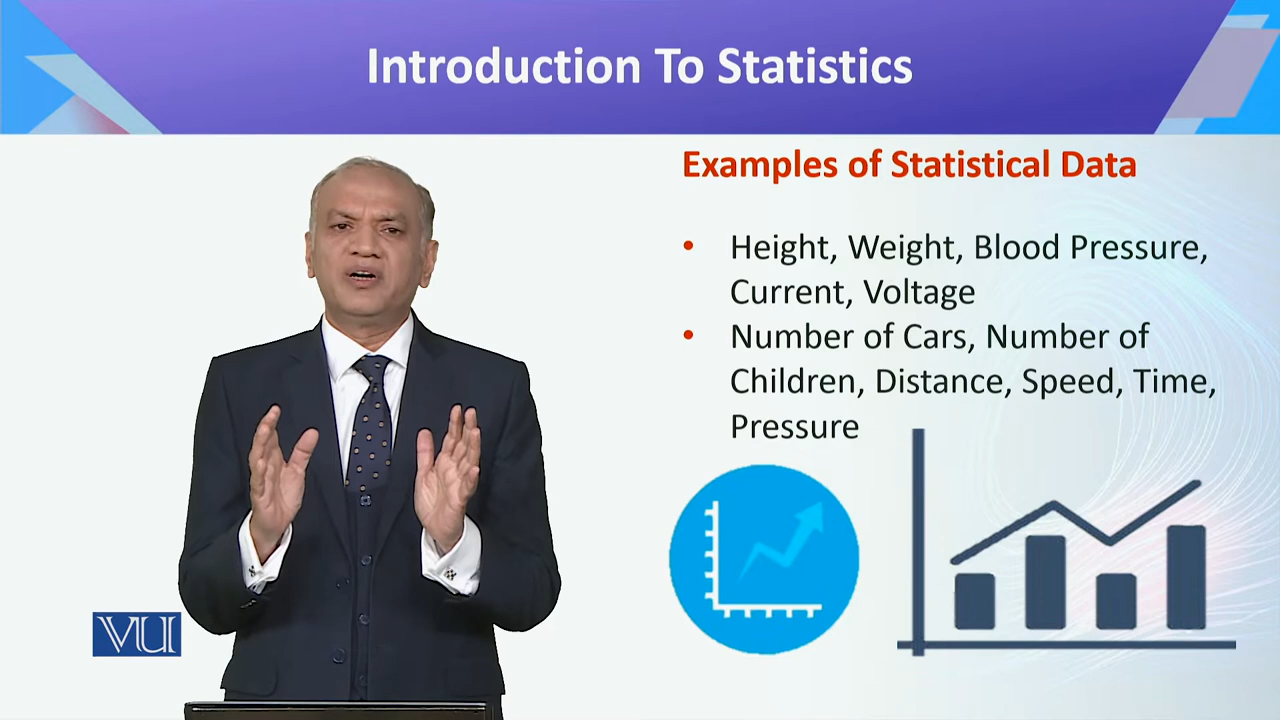 Introduction To Statistics
Examples of Statistical Data
• Height, Weight, Blood Pressure,
Current, Voltage
• Number of Cars, Number of
Children, Distance, Speed, Time,
Pressure
VU